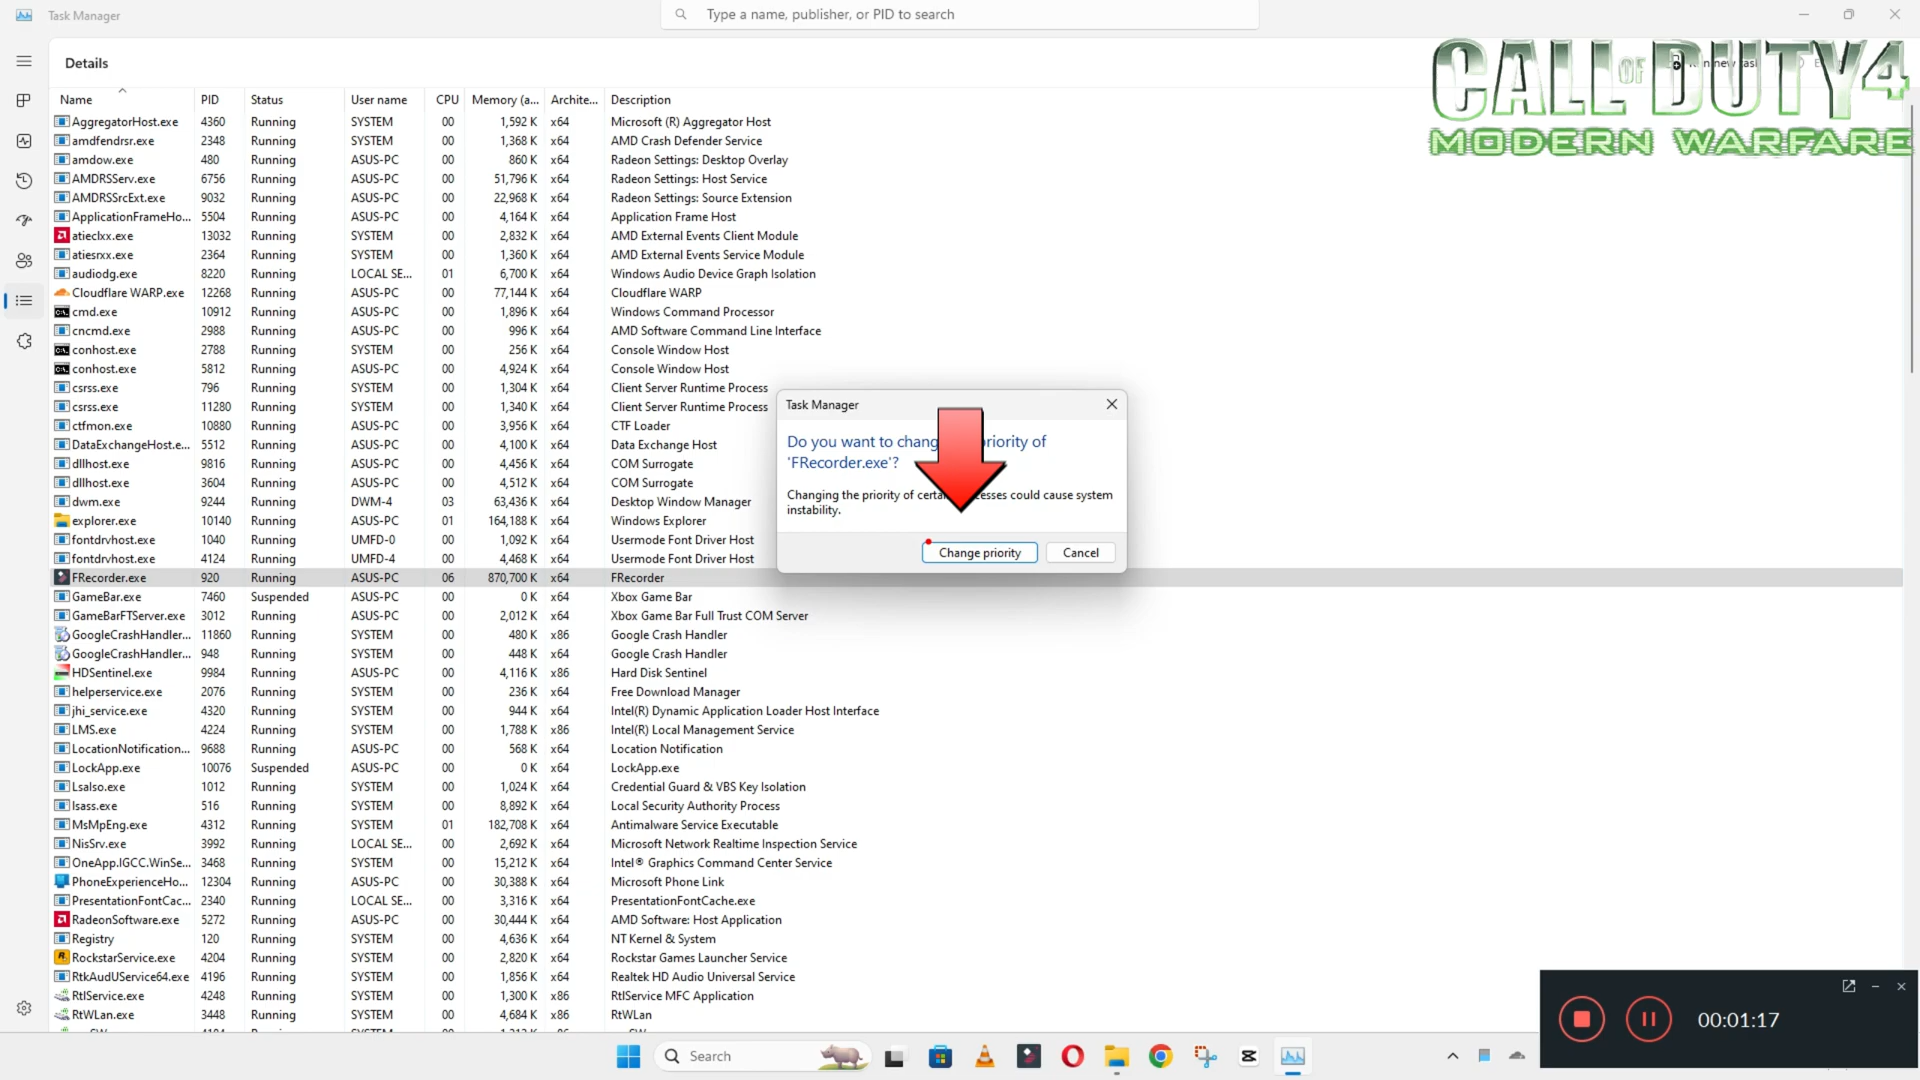 Task Manager
Type a name, publisher, or PID to search
Details
CALL OF DUTY 4
MODERN WARFARE
Name PID Status User name CPU Memory (a... Archite... Description
AggregatorHost.exe 4360 Running SYSTEM 00 1,592 K x64 Microsoft (R) Aggregator Host
amdfendrsr.exe 2348 Running SYSTEM 00 1,368 K x64 AMD Crash Defender Service
amdow.exe 480 Running ASUS-PC 00 860 K x64 Radeon Settings: Desktop Overlay
AMDRSServ.exe 6756 Running ASUS-PC 00 51,796 K x64 Radeon Settings: Host Service
AMDRSSrcExt.exe 9032 Running ASUS-PC 00 22,968 K x64 Radeon Settings: Source Extension
ApplicationFrameHo... 5504 Running ASUS-PC 00 4,164 K x64 Application Frame Host
atieclxx.exe 13032 Running SYSTEM 00 2,832 K x64 AMD External Events Client Module
atiesrxx.exe 2364 Running SYSTEM 00 1,360 K x64 AMD External Events Service Module
audiodg.exe 8220 Running LOCAL SE... 01 6,700 K x64 Windows Audio Device Graph Isolation
Cloudflare WARP.exe 12268 Running ASUS-PC 00 77,144 K x64 Cloudflare WARP
cmd.exe 10912 Running ASUS-PC 00 1,896 K x64 Windows Command Processor
cncmd.exe 2988 Running ASUS-PC 00 996 K x64 AMD Software Command Line Interface
conhost.exe 2788 Running SYSTEM 00 256 K x64 Console Window Host
conhost.exe 5812 Running ASUS-PC 00 4,924 K x64 Console Window Host
csrss.exe 796 Running SYSTEM 00 1,304 K x64 Client Server Runtime Process
csrss.exe 11280 Running SYSTEM 00 1,340 K x64 Client Server Runtime Process
ctfmon.exe 10880 Running ASUS-PC 00 3,956 K x64 CTF Loader
DataExchangeHost.e... 5512 Running ASUS-PC 00 4,100 K x64 Data Exchange Host
dllhost.exe 9816 Running ASUS-PC 00 4,456 K x64 COM Surrogate
dllhost.exe 3604 Running ASUS-PC 00 4,512 K x64 COM Surrogate
dwm.exe 9244 Running DWM-4 03 63,436 K x64 Desktop Window Manager
explorer.exe 10140 Running ASUS-PC 01 164,188 K x64 Windows Explorer
fontdrvhost.exe 1040 Running UMFD-0 00 1,092 K x64 Usermode Font Driver Host
fontdrvhost.exe 4124 Running UMFD-4 00 4,468 K x64 Usermode Font Driver Host
FRecorder.exe 920 Running ASUS-PC 06 870,700 K x64 FRecorder
GameBar.exe 7460 Suspended ASUS-PC 00 0 K x64 Xbox Game Bar
GameBarFTServer.exe 3012 Running ASUS-PC 00 2,012 K x64 Xbox Game Bar Full Trust COM Server
GoogleCrashHandler... 11860 Running SYSTEM 00 480 K x86 Google Crash Handler
GoogleCrashHandler... 948 Running SYSTEM 00 448 K x64 Google Crash Handler
HDSentinel.exe 9984 Running ASUS-PC 00 4,116 K x86 Hard Disk Sentinel
helperservice.exe 2076 Running SYSTEM 00 236 K x64 Free Download Manager
jhi_service.exe 4320 Running SYSTEM 00 944 K x64 Intel(R) Dynamic Application Loader Host Interface
LMS.exe 4224 Running SYSTEM 00 1,788 K x86 Intel(R) Local Management Service
LocationNotification... 9688 Running ASUS-PC 00 568 K x64 Location Notification
LockApp.exe 10076 Suspended ASUS-PC 00 0 K x64 LockApp.exe
LsaIso.exe 1012 Running SYSTEM 00 1,024 K x64 Credential Guard & VBS Key Isolation
lsass.exe 516 Running SYSTEM 00 8,892 K x64 Local Security Authority Process
MsMpEng.exe 4312 Running SYSTEM 01 182,708 K x64 Antimalware Service Executable
NisSrv.exe 3992 Running LOCAL SE... 00 2,692 K x64 Microsoft Network Realtime Inspection Service
OneApp.IGCC.WinSe... 3468 Running SYSTEM 00 15,212 K x64 Intel® Graphics Command Center Service
PhoneExperienceHo... 12304 Running ASUS-PC 00 30,388 K x64 Microsoft Phone Link
PresentationFontCac... 2340 Running LOCAL SE... 00 3,316 K x64 PresentationFontCache.exe
RadeonSoftware.exe 5272 Running ASUS-PC 00 30,444 K x64 AMD Software: Host Application
Registry 120 Running SYSTEM 00 4,636 K x64 NT Kernel & System
RockstarService.exe 4204 Running SYSTEM 00 2,820 K x64 Rockstar Games Launcher Service
RtkAudUService64.exe 4196 Running SYSTEM 00 1,856 K x64 Realtek HD Audio Universal Service
RtlService.exe 4248 Running SYSTEM 00 1,300 K x86 RtlService MFC Application
RtWLan.exe 3448 Running SYSTEM 00 4,684 K x86 RtWLan
Task Manager
Do you want to chang riority of
'FRecorder.exe'?
Changing the priority of certa esses could cause system
instability.
Change priority Cancel
00:01:17
Search